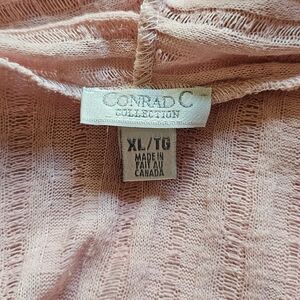 CONRAD C
COLLECTION
XL/TG
MADE IN
FAIT AU
CANADA